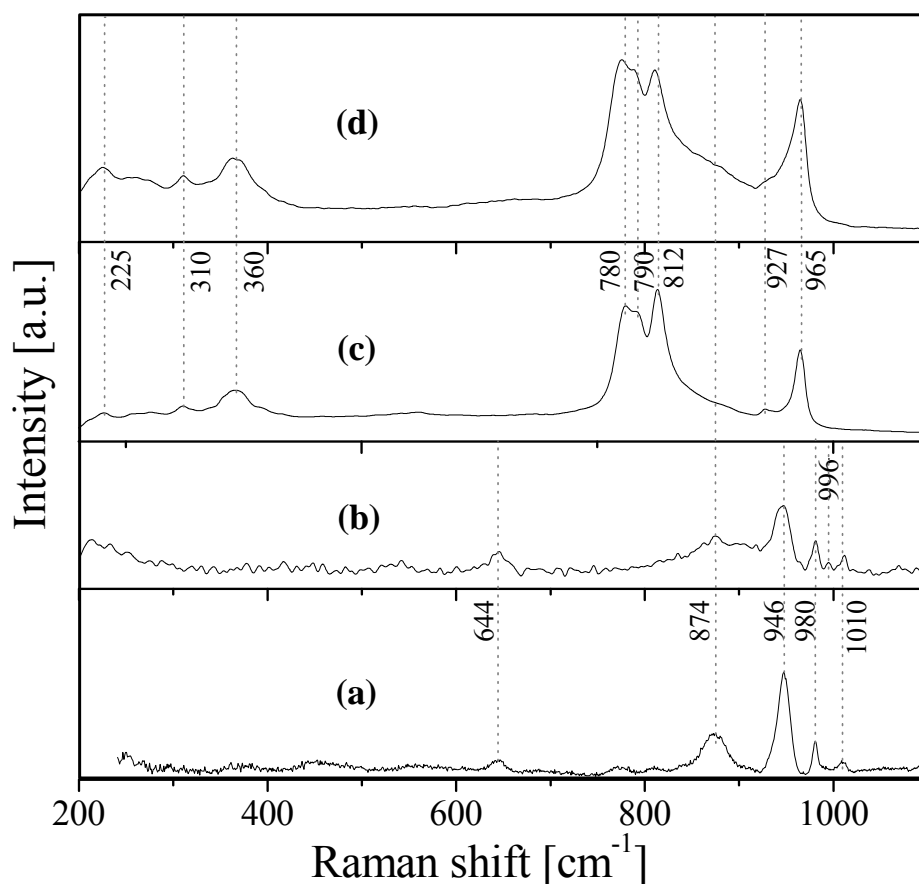 (d)
225 310 360 780 790 812 927 965
(c)
996
(b)
644 874 946 980 1010
(a)
200 400 600 800 1000
Raman shift [cm⁻¹]
Intensity [a.u.]